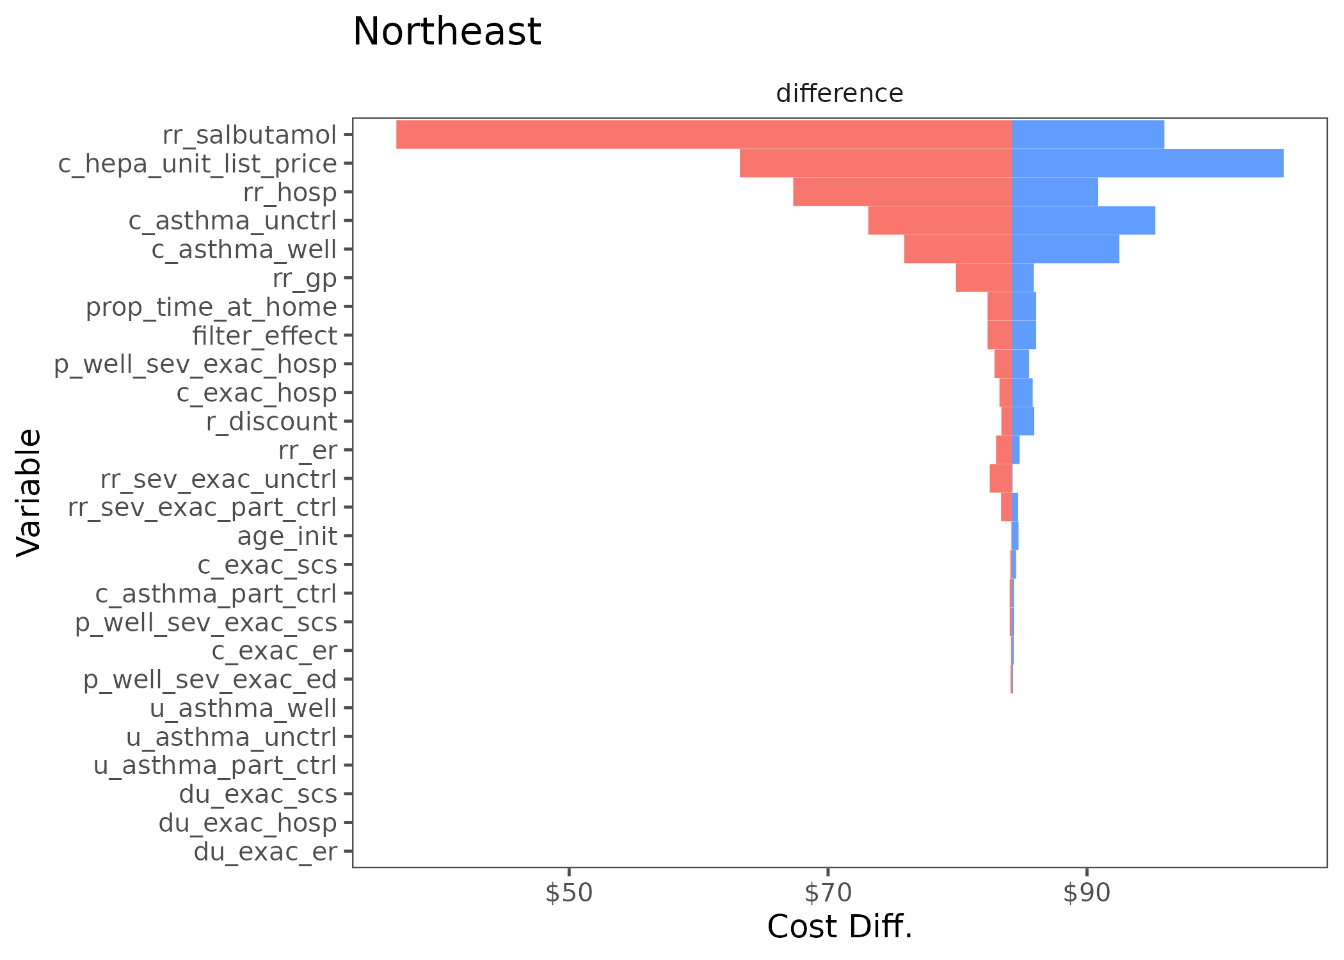 Northeast
difference
rr_salbutamol
c_hepa_unit_list_price
rr_hosp
c_asthma_unctrl
c_asthma_well
rr_gp
prop_time_at_home
filter_effect
p_well_sev_exac_hosp
c_exac_hosp
r_discount
rr_er
rr_sev_exac_unctrl
rr_sev_exac_part_ctrl
age_init
c_exac_scs
c_asthma_part_ctrl
p_well_sev_exac_scs
c_exac_er
p_well_sev_exac_ed
u_asthma_well
u_asthma_unctrl
u_asthma_part_ctrl
du_exac_scs
du_exac_hosp
du_exac_er
Variable
$50 $70 $90
Cost Diff.